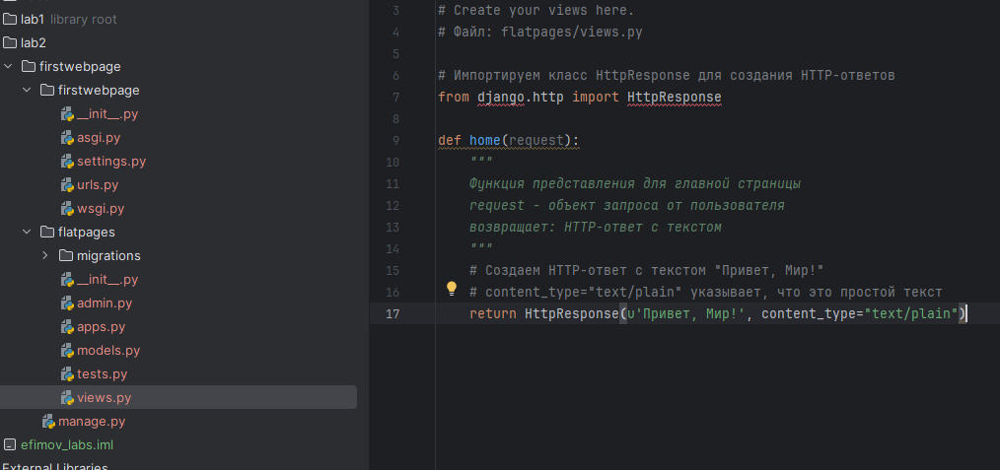 lab1 library root
lab2
firstwebpage
firstwebpage
__init__.py
asgi.py
settings.py
urls.py
wsgi.py
flatpages
migrations
__init__.py
admin.py
apps.py
models.py
tests.py
views.py
manage.py
efimov_labs.iml
External Libraries
3 # Create your views here.
4 # Файл: flatpages/views.py
5
6 # Импортируем класс HttpResponse для создания HTTP-ответов
7 from django.http import HttpResponse
8
9 def home(request):
10 """
11 Функция представления для главной страницы
12 request - объект запроса от пользователя
13 возвращает: HTTP-ответ с текстом
14 """
15 # Создаем HTTP-ответ с текстом "Привет, Мир!"
16 # content_type="text/plain" указывает, что это простой текст
17 return HttpResponse(u'Привет, Мир!', content_type="text/plain")